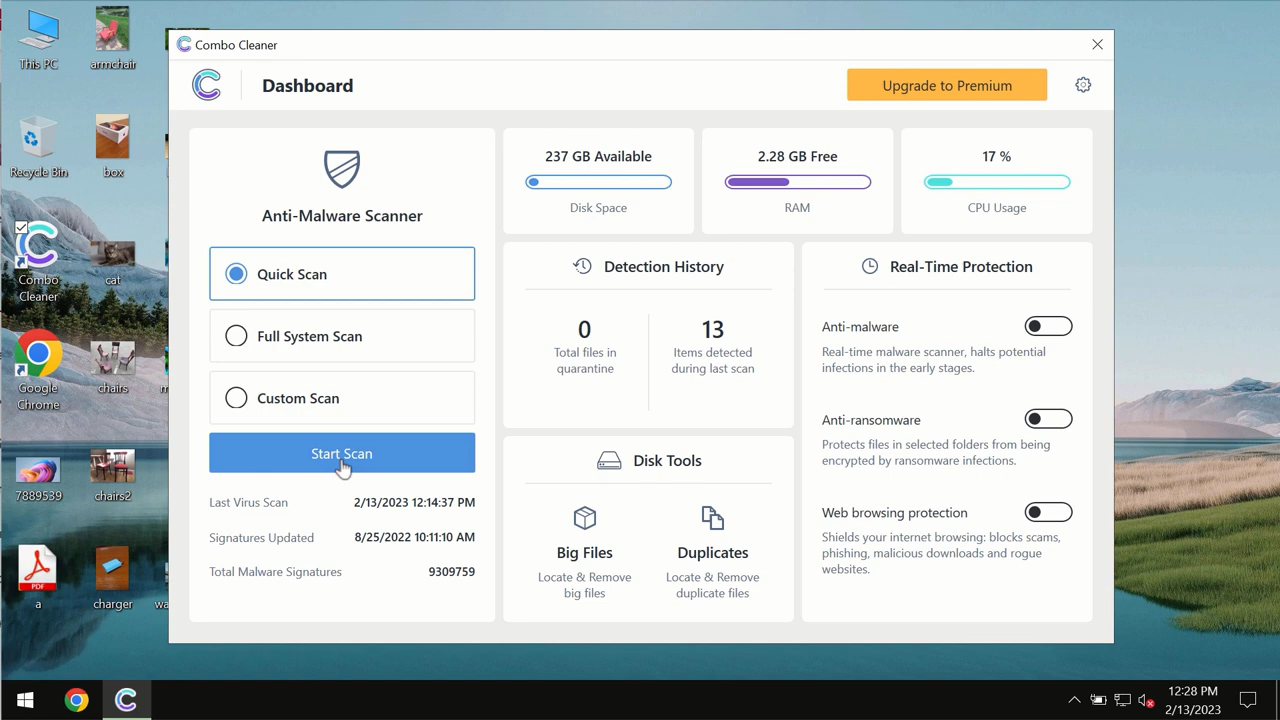 This PC
armchair
Recycle Bin
box
Combo
Cleaner
cat
Google
Chrome
chairs
7889539
chairs2
PDF
a
charger
Combo Cleaner
Dashboard
Upgrade to Premium
Anti-Malware Scanner
Quick Scan
Full System Scan
Custom Scan
Start Scan
Last Virus Scan 2/13/2023 12:14:37 PM
Signatures Updated 8/25/2022 10:11:10 AM
Total Malware Signatures 9309759
237 GB Available
Disk Space
2.28 GB Free
RAM
17 %
CPU Usage
Detection History
0
Total files in
quarantine
13
Items detected
during last scan
Disk Tools
Big Files
Locate & Remove
big files
Duplicates
Locate & Remove
duplicate files
Real-Time Protection
Anti-malware
Real-time malware scanner, halts potential
infections in the early stages.
Anti-ransomware
Protects files in selected folders from being
encrypted by ransomware infections.
Web browsing protection
Shields your internet browsing: blocks scams,
phishing, malicious downloads and rogue
websites.
12:28 PM
2/13/2023